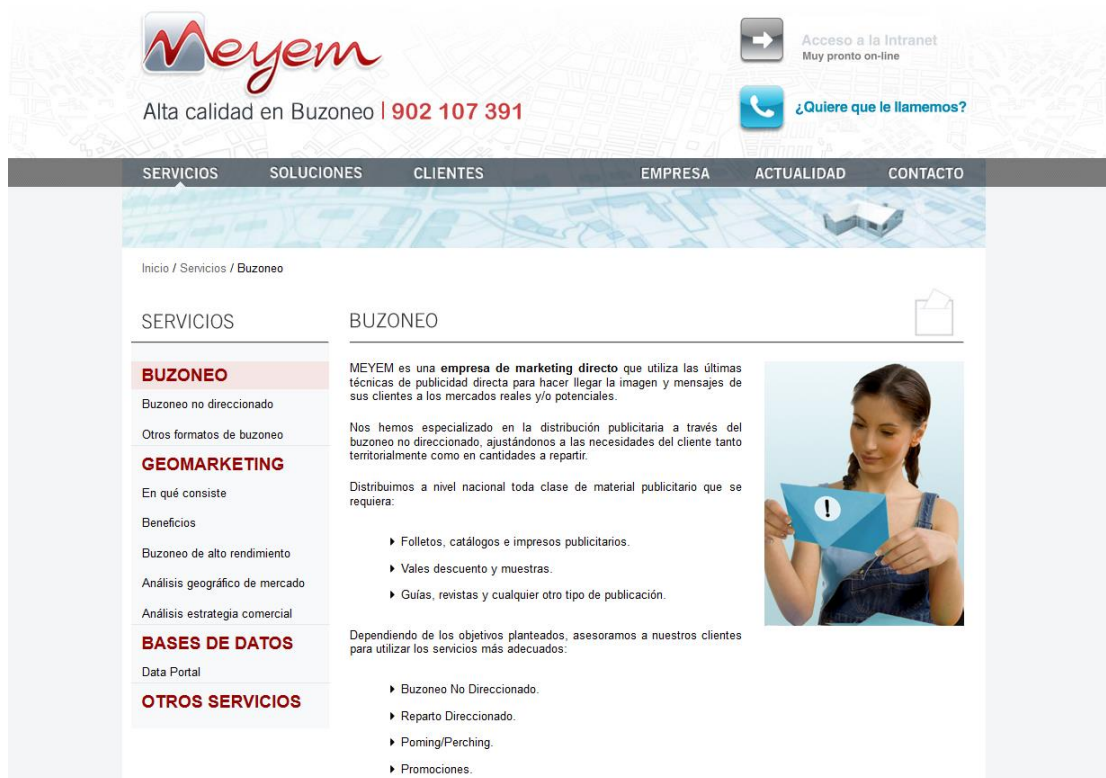 Meyem
Alta calidad en Buzoneo | 902 107 391
Acceso a la Intranet
Muy pronto on-line
¿Quiere que le llamemos?
SERVICIOS SOLUCIONES CLIENTES EMPRESA ACTUALIDAD CONTACTO
Inicio / Servicios / Buzoneo
SERVICIOS
BUZONEO
Buzoneo no direccionado
Otros formatos de buzoneo
GEOMARKETING
En qué consiste
Beneficios
Buzoneo de alto rendimiento
Análisis geográfico de mercado
Análisis estrategia comercial
BASES DE DATOS
Data Portal
OTROS SERVICIOS
BUZONEO
MEYEM es una empresa de marketing directo que utiliza las últimas
técnicas de publicidad directa para hacer llegar la imagen y mensajes de
sus clientes a los mercados reales y/o potenciales.
Nos hemos especializado en la distribución publicitaria a través del
buzoneo no direccionado, ajustándonos a las necesidades del cliente tanto
territorialmente como en cantidades a repartir.
Distribuimos a nivel nacional toda clase de material publicitario que se
requiera:
Folletos, catálogos e impresos publicitarios.
Vales descuento y muestras.
Guías, revistas y cualquier otro tipo de publicación.
Dependiendo de los objetivos planteados, asesoramos a nuestros clientes
para utilizar los servicios más adecuados:
Buzoneo No Direccionado.
Reparto Direccionado.
Poming/Perching.
Promociones.
!